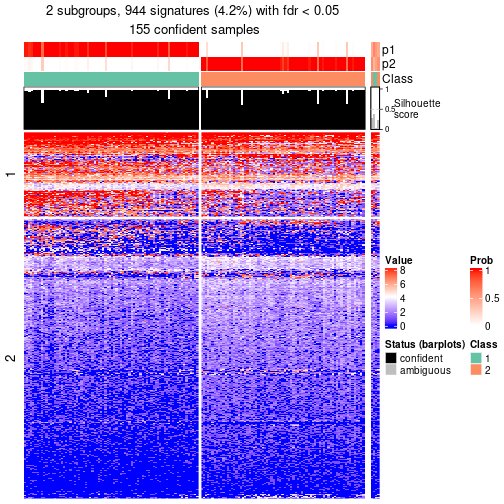 2 subgroups, 944 signatures (4.2%) with fdr < 0.05
155 confident samples
p1
p2
Class
1
0.5
0
Silhouette
score
1
2
Value
8
6
4
2
0
Prob
1
0.5
0
Status (barplots)
confident
ambiguous
Class
1
2